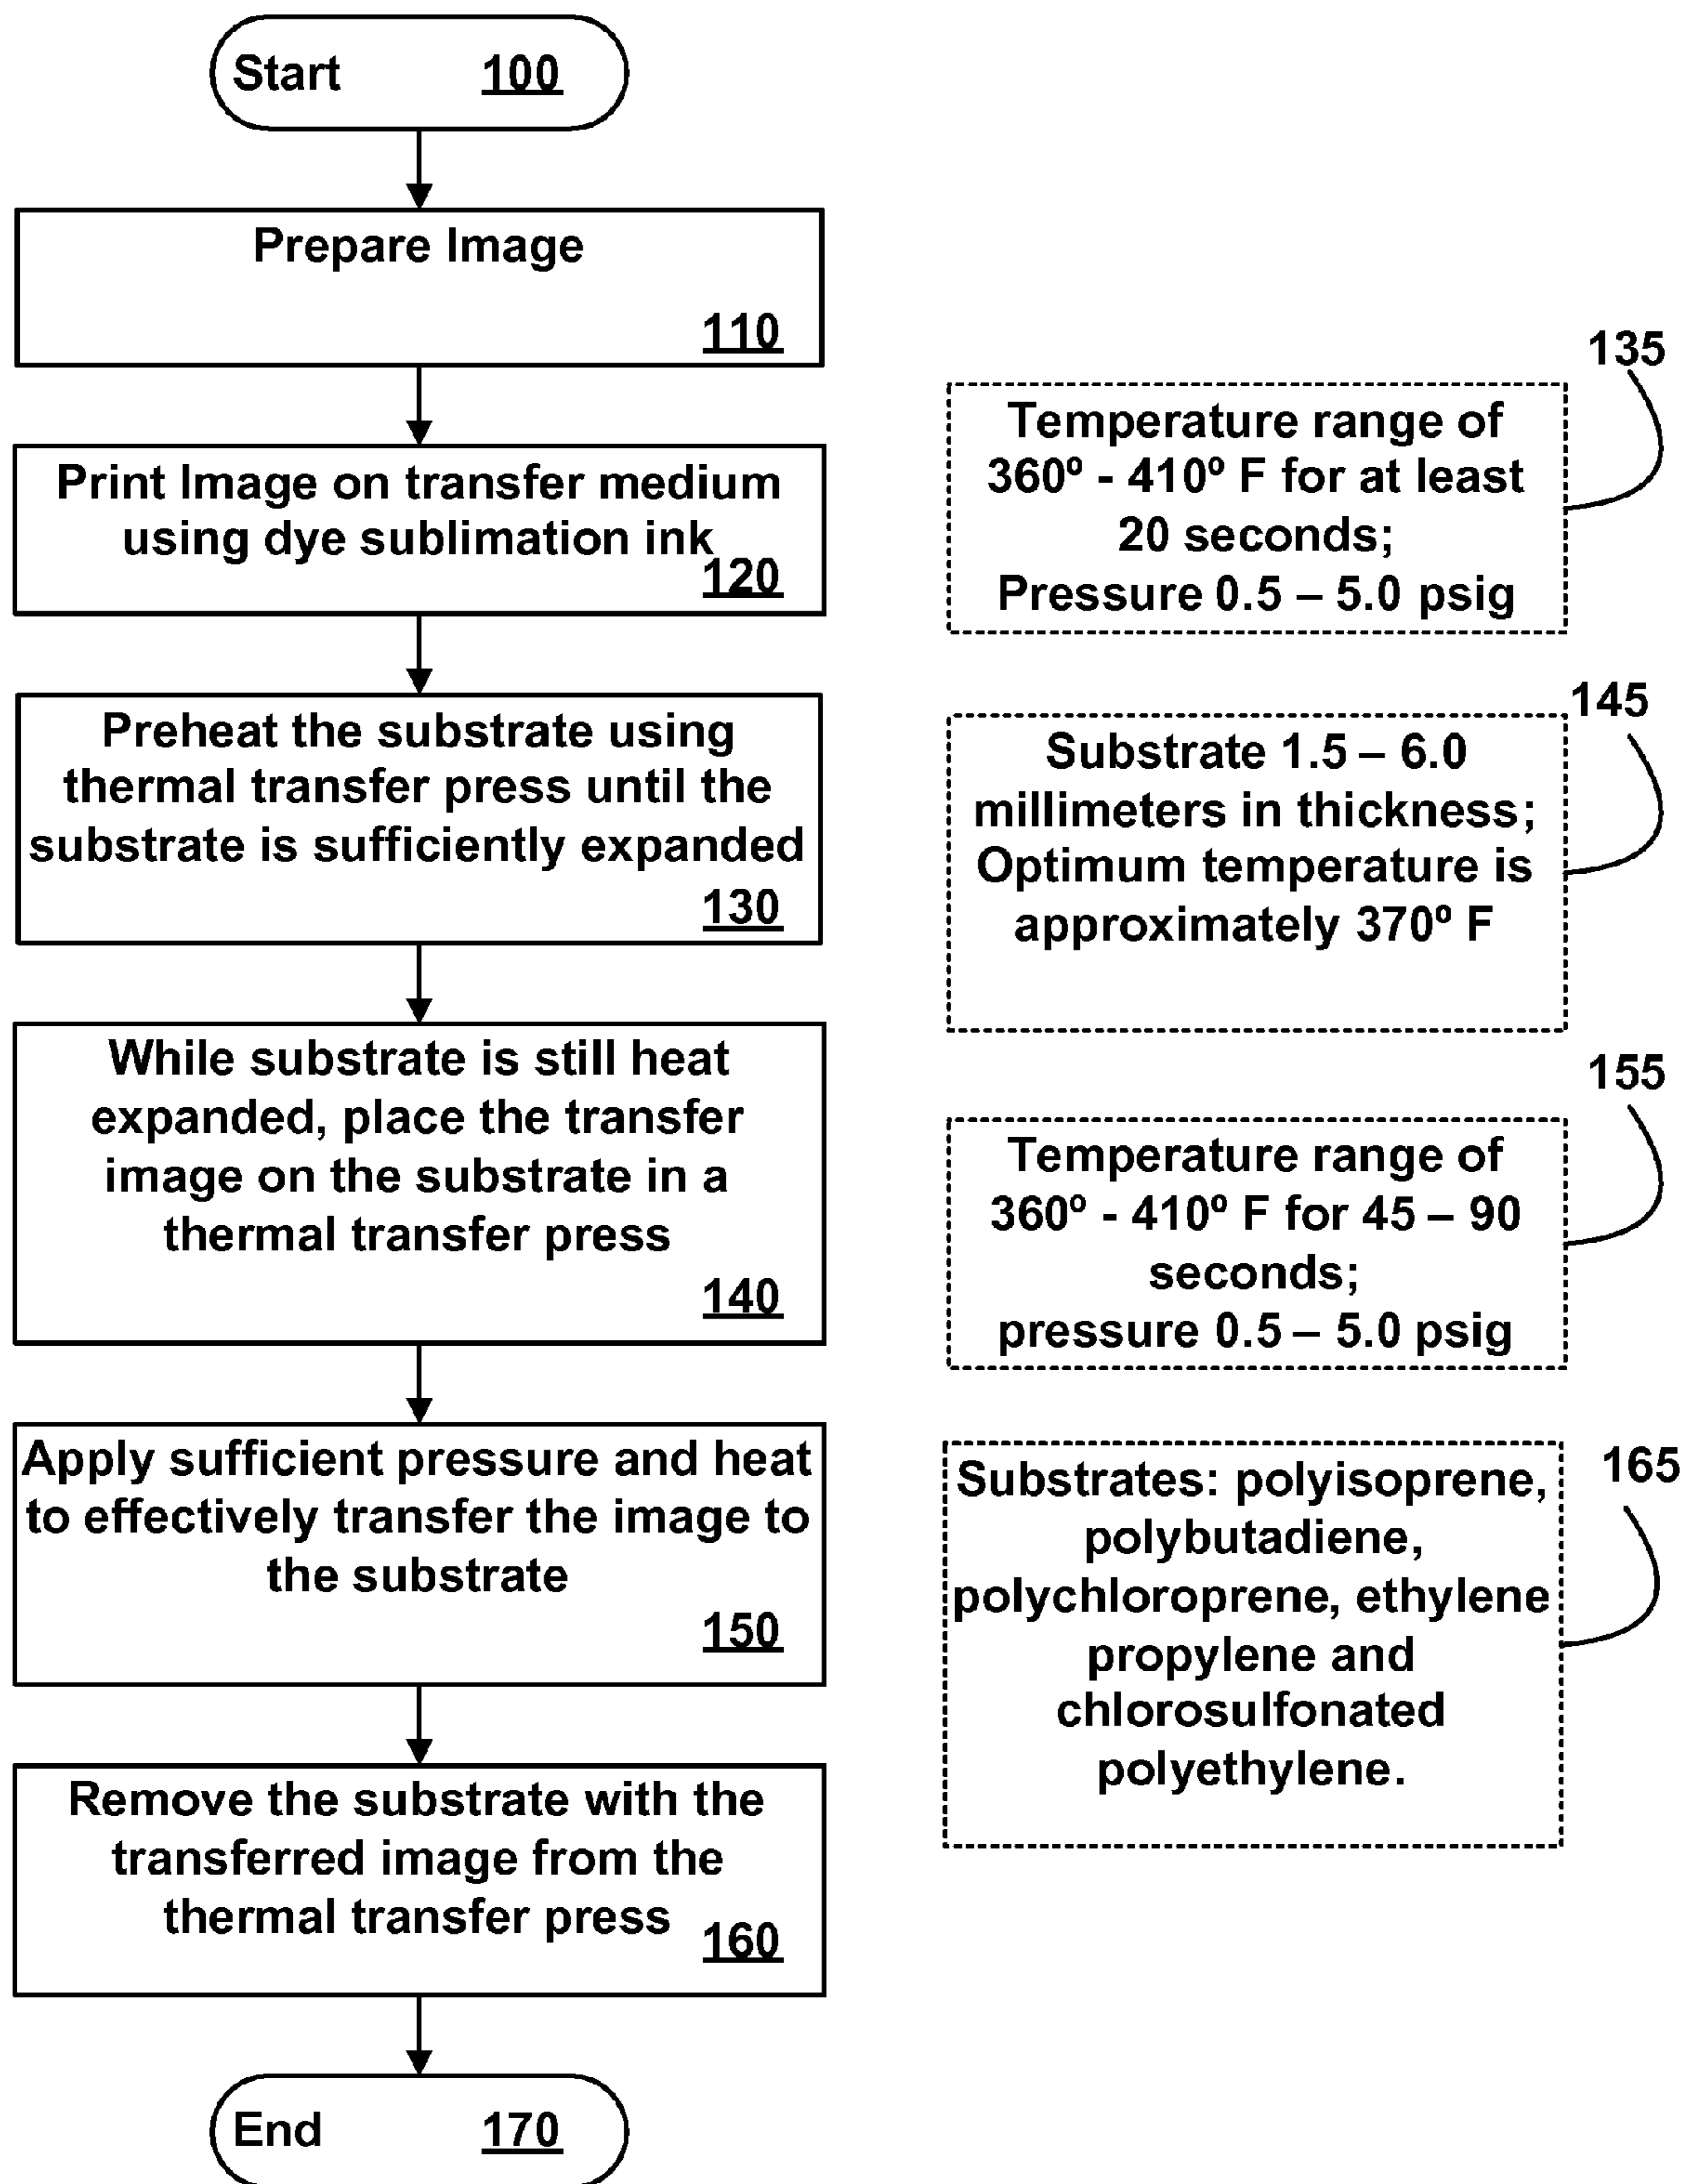 Start 100
Prepare Image
110
Print Image on transfer medium
using dye sublimation ink
120
Preheat the substrate using
thermal transfer press until the
substrate is sufficiently expanded
130
While substrate is still heat
expanded, place the transfer
image on the substrate in a
thermal transfer press
140
Apply sufficient pressure and heat
to effectively transfer the image to
the substrate
150
Remove the substrate with the
transferred image from the
thermal transfer press
160
End 170
135
Temperature range of
360º - 410º F for at least
20 seconds;
Pressure 0.5 – 5.0 psig
145
Substrate 1.5 – 6.0
millimeters in thickness;
Optimum temperature is
approximately 370º F
155
Temperature range of
360º - 410º F for 45 – 90
seconds;
pressure 0.5 – 5.0 psig
165
Substrates: polyisoprene,
polybutadiene,
polychloroprene, ethylene
propylene and
chlorosulfonated
polyethylene.